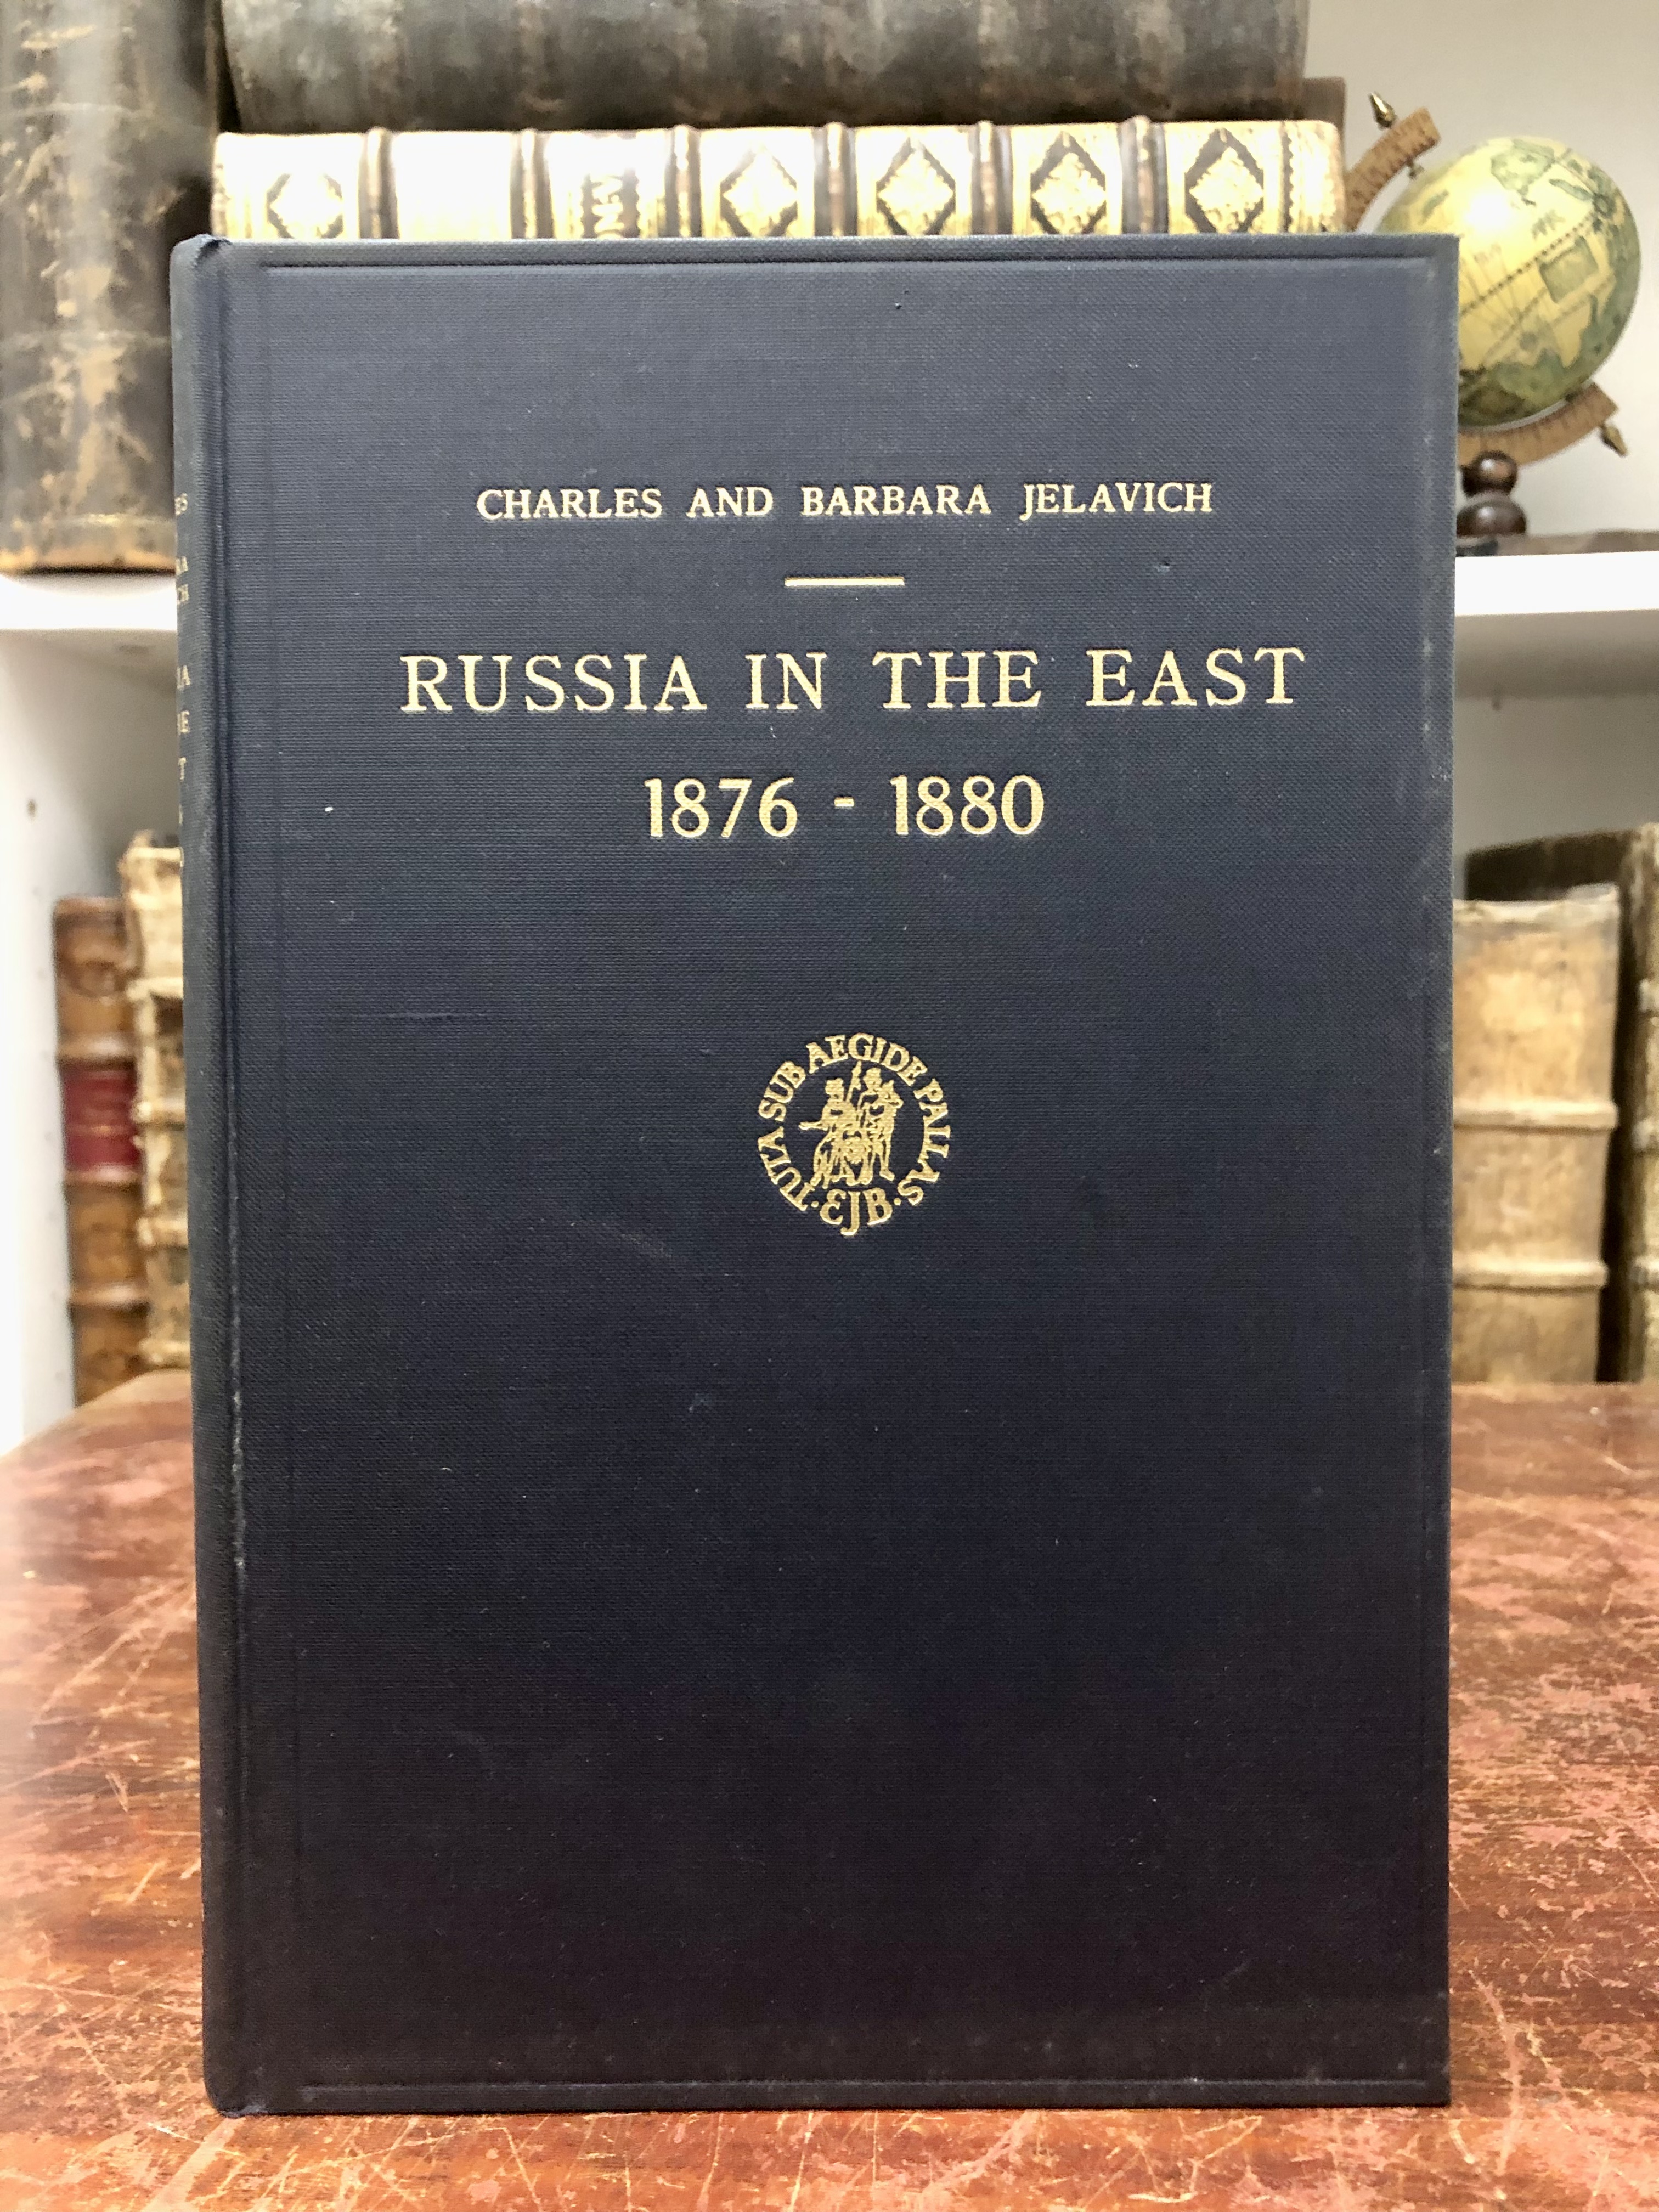 CHARLES AND BARBARA JELAVICH
RUSSIA IN THE EAST
1876 - 1880
TUTA SUB AEGIDE PALLAS
·EJB·